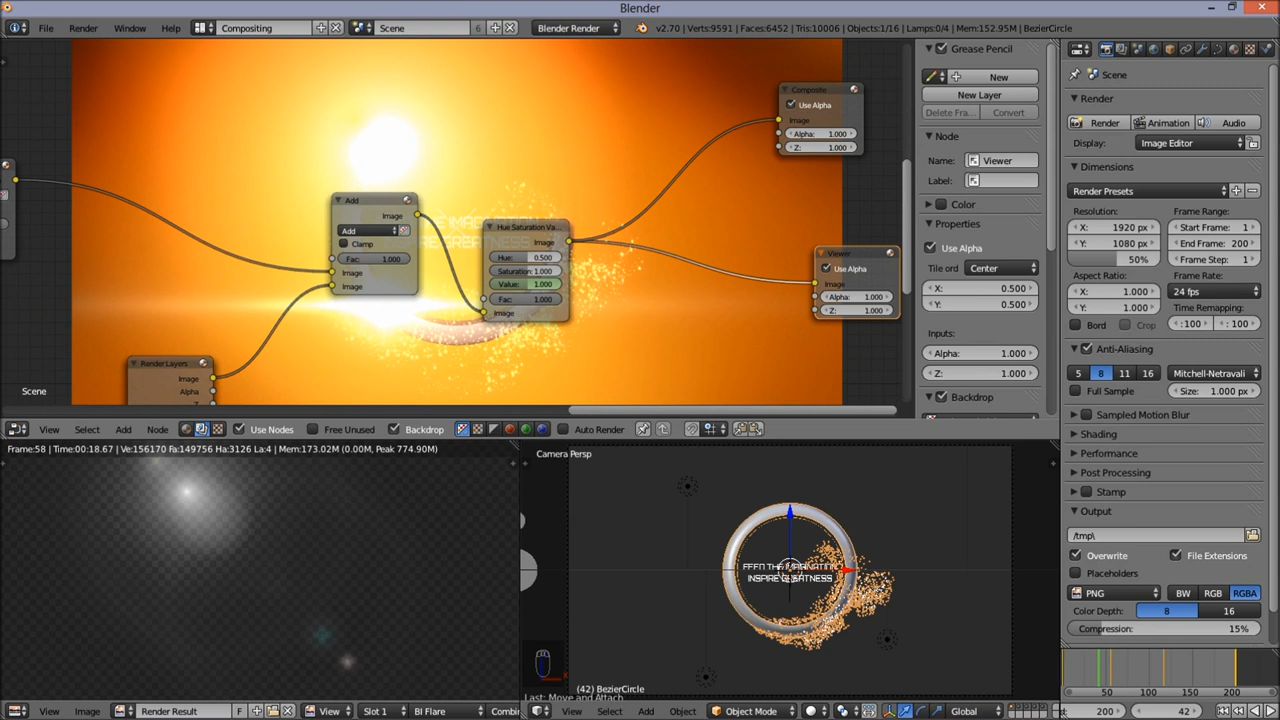 Blender
File Render Window Help Compositing Scene 6 Blender Render v2.70 | Verts:9591 | Faces:6452 | Tris:10006 | Objects:1/16 | Lamps:0/4 | Mem:152.95M | BezierCircle
Composite
Use Alpha
Image
Alpha: 1.000
Z: 1.000
Add
Image
Add
Clamp
Fac: 1.000
Image
Image
Hue Saturation Va...
Image
Hue: 0.500
Saturation: 1.000
Value: 1.000
Fac: 1.000
Image
Viewer
Use Alpha
Image
Alpha: 1.000
Z: 1.000
Render Layers
Image
Alpha
Z
Scene
Grease Pencil
New
New Layer
Delete Fra... Convert
Node
Name: Viewer
Label:
Color
Properties
Use Alpha
Tile ord Center
X: 0.500
Y: 0.500
Inputs:
Alpha: 1.000
Z: 1.000
Backdrop
View Select Add Node Use Nodes Free Unused Backdrop Auto Render
Frame:58 | Time:00:18.67 | Ve:156170 Fa:149756 Ha:3126 La:4 | Mem:173.02M (0.00M, Peak 774.90M)
Camera Persp
FEED THE IMAGINATION
INSPIRE GREATNESS
(42) BezierCircle
Last: Move and Attach
View Image Render Result F View Slot 1 BI Flare Combi
View Select Add Object Object Mode Global
Scene
Render
Render Animation Audio
Display: Image Editor
Dimensions
Render Presets
Resolution: Frame Range:
X: 1920 px Start Frame: 1
Y: 1080 px End Frame: 200
50% Frame Step: 1
Aspect Ratio: Frame Rate:
X: 1.000 24 fps
Y: 1.000 Time Remapping:
Bord Crop :100 :100
Anti-Aliasing
5 8 11 16 Mitchell-Netravali
Full Sample Size: 1.000 px
Sampled Motion Blur
Shading
Performance
Post Processing
Stamp
Output
/tmp\
Overwrite File Extensions
Placeholders
PNG BW RGB RGBA
Color Depth: 8 16
Compression: 15%
50 100 150 200
200 42